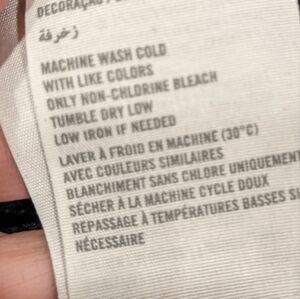 DECORAÇÃO
زخرفة
MACHINE WASH COLD
WITH LIKE COLORS
ONLY NON-CHLORINE BLEACH
TUMBLE DRY LOW
LOW IRON IF NEEDED
LAVER À FROID EN MACHINE (30°C)
AVEC COULEURS SIMILAIRES
BLANCHIMENT SANS CHLORE UNIQUEMENT
SÉCHER À LA MACHINE CYCLE DOUX
REPASSAGE À TEMPÉRATURES BASSES SI
NÉCESSAIRE